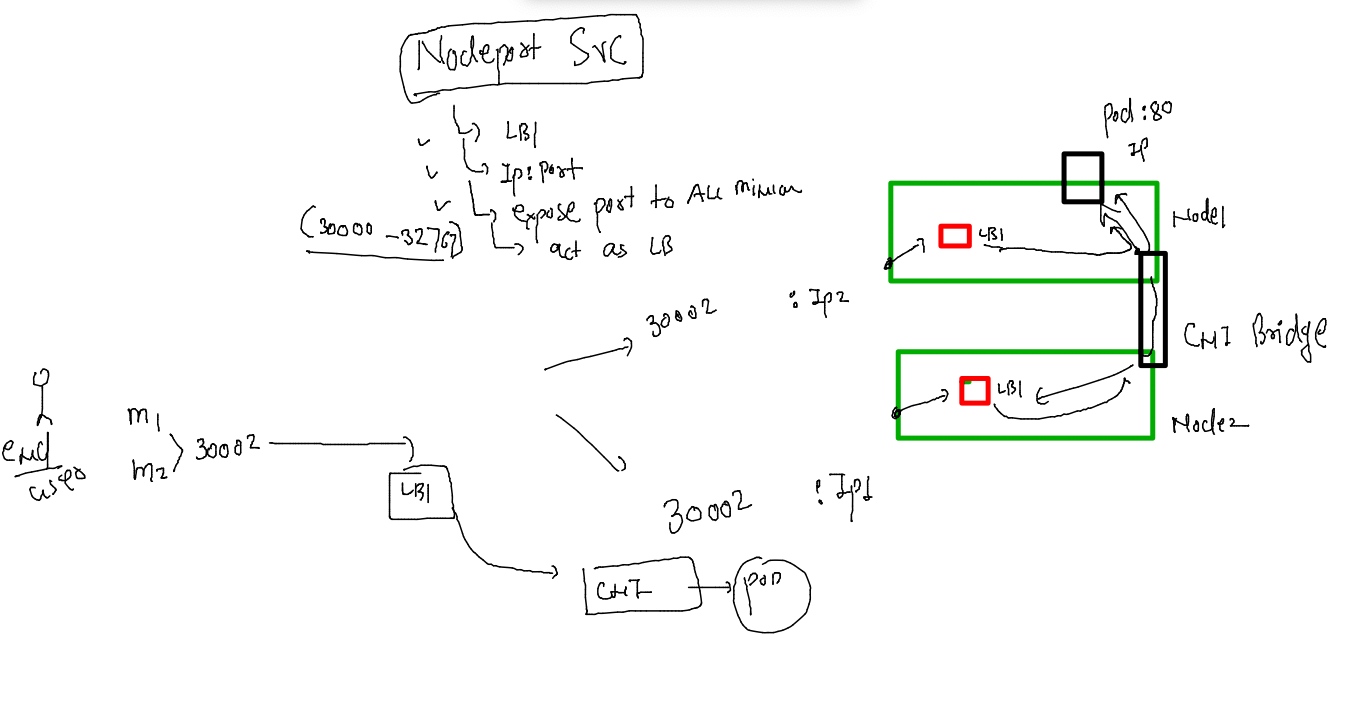 Nodeport Svc
LB1
Ip:port
expose port to ALL minion
(30000 -32767)
act as LB
30002 : Ip2
end
user
m1
m2
30002
LB1
30002 : Ip1
CNI
POD
pod:80
IP
Node1
LB1
CNI Bridge
LB1
Node2